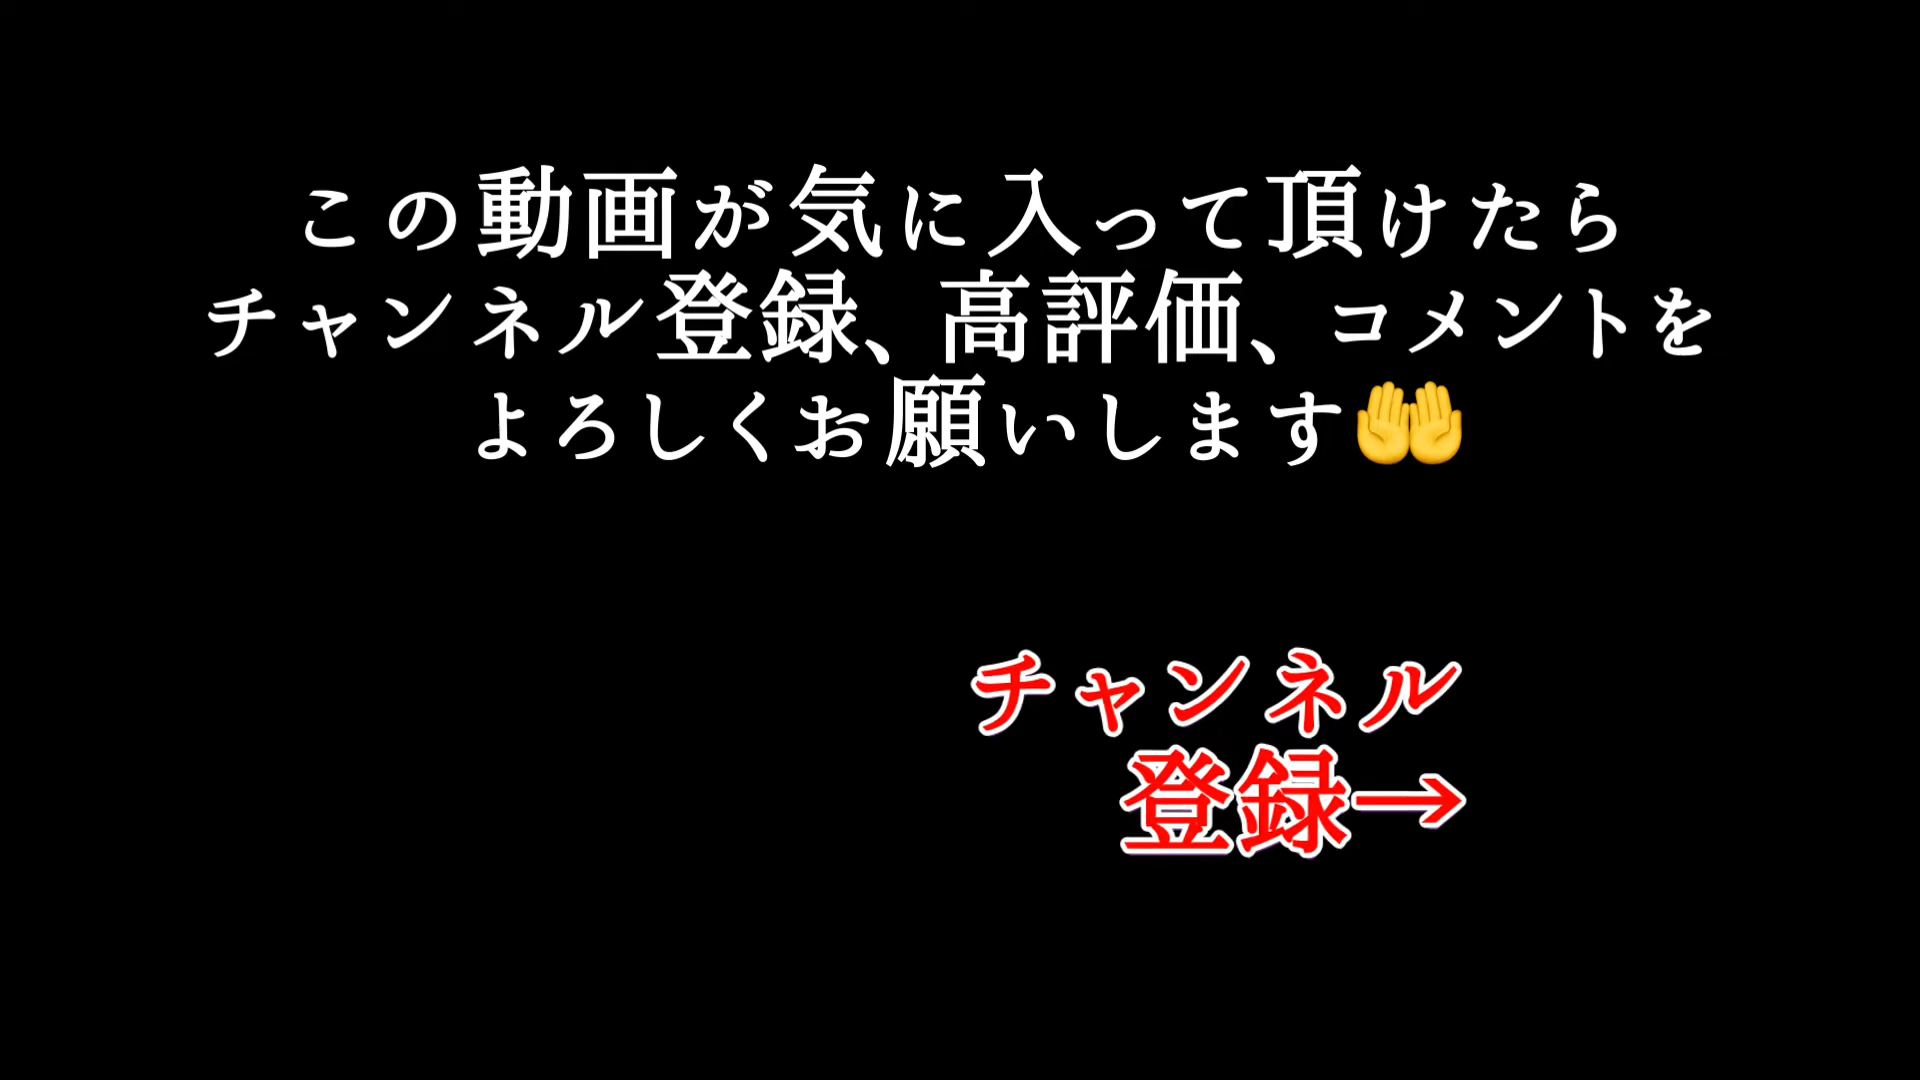 この動画が気に入って頂けたら
チャンネル登録、高評価、コメントを
よろしくお願いします🤲
チャンネル
登録→